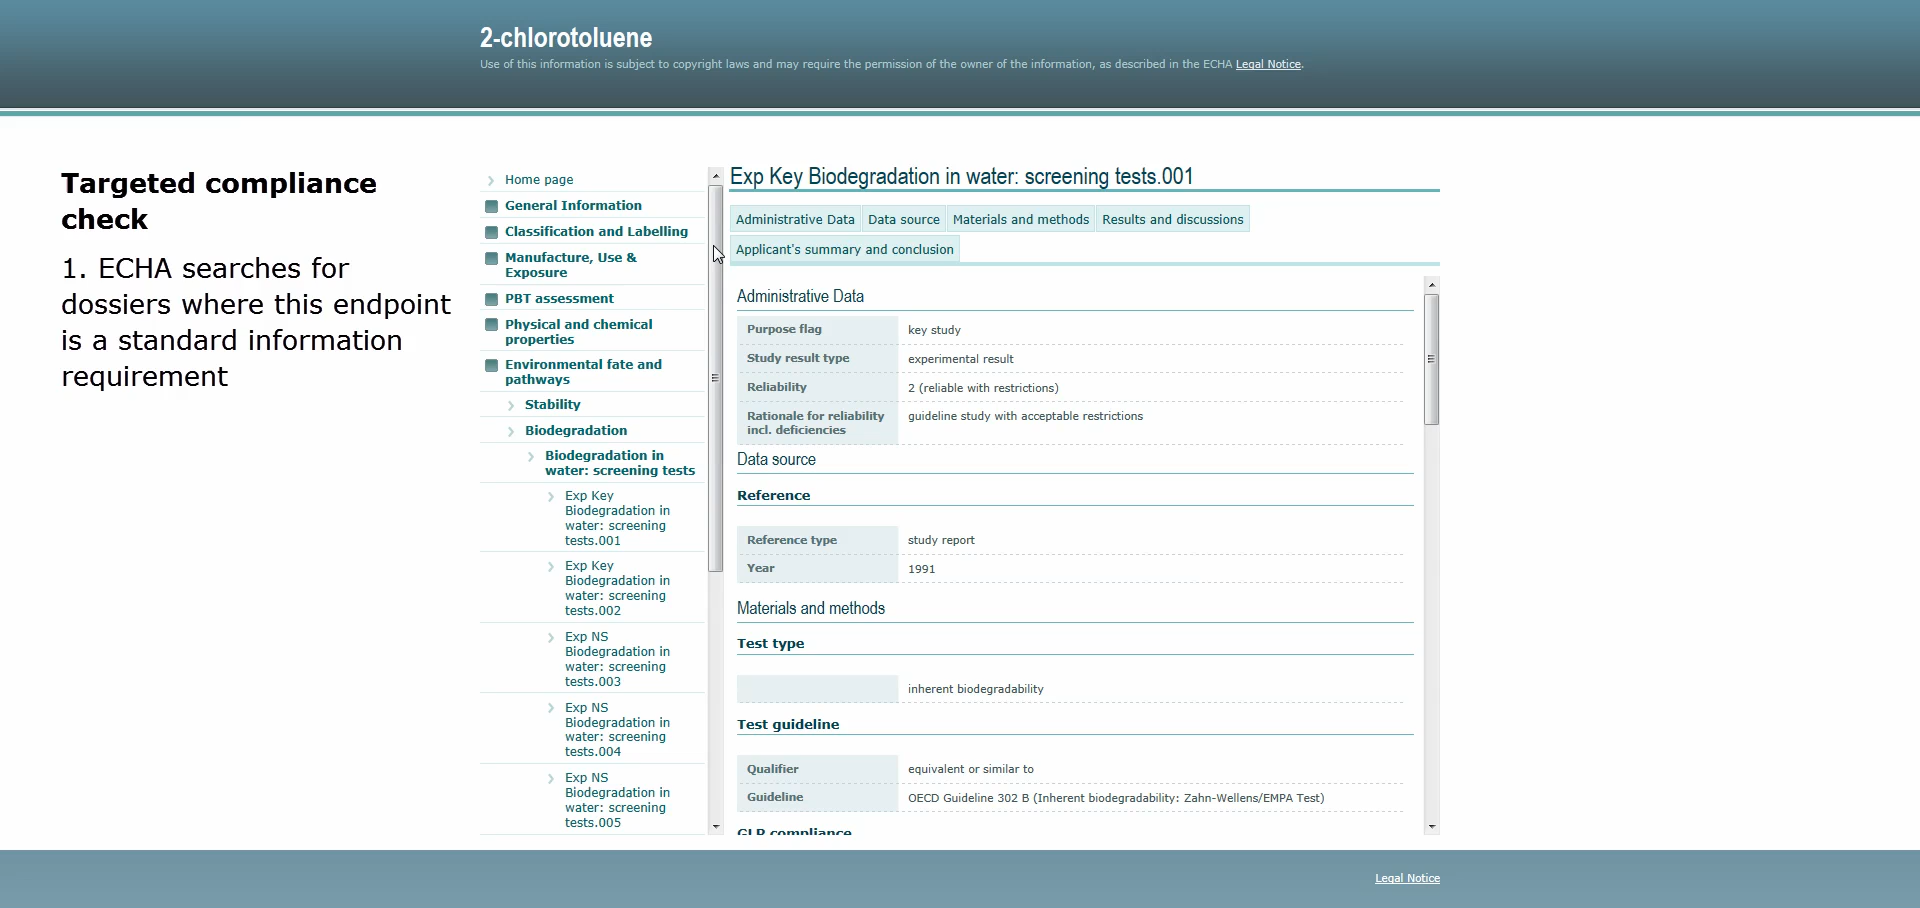 2-chlorotoluene
Use of this information is subject to copyright laws and may require the permission of the owner of the information, as described in the ECHA Legal Notice.
Targeted compliance
check
1. ECHA searches for
dossiers where this endpoint
is a standard information
requirement
Home page
General Information
Classification and Labelling
Manufacture, Use &
Exposure
PBT assessment
Physical and chemical
properties
Environmental fate and
pathways
Stability
Biodegradation
Biodegradation in
water: screening tests
Exp Key
Biodegradation in
water: screening
tests.001
Exp Key
Biodegradation in
water: screening
tests.002
Exp NS
Biodegradation in
water: screening
tests.003
Exp NS
Biodegradation in
water: screening
tests.004
Exp NS
Biodegradation in
water: screening
tests.005
Exp Key Biodegradation in water: screening tests.001
Administrative Data Data source Materials and methods Results and discussions
Applicant's summary and conclusion
Administrative Data
Purpose flag key study
Study result type experimental result
Reliability 2 (reliable with restrictions)
Rationale for reliability guideline study with acceptable restrictions
incl. deficiencies
Data source
Reference
Reference type study report
Year 1991
Materials and methods
Test type
inherent biodegradability
Test guideline
Qualifier equivalent or similar to
Guideline OECD Guideline 302 B (Inherent biodegradability: Zahn-Wellens/EMPA Test)
GLP compliance
Legal Notice